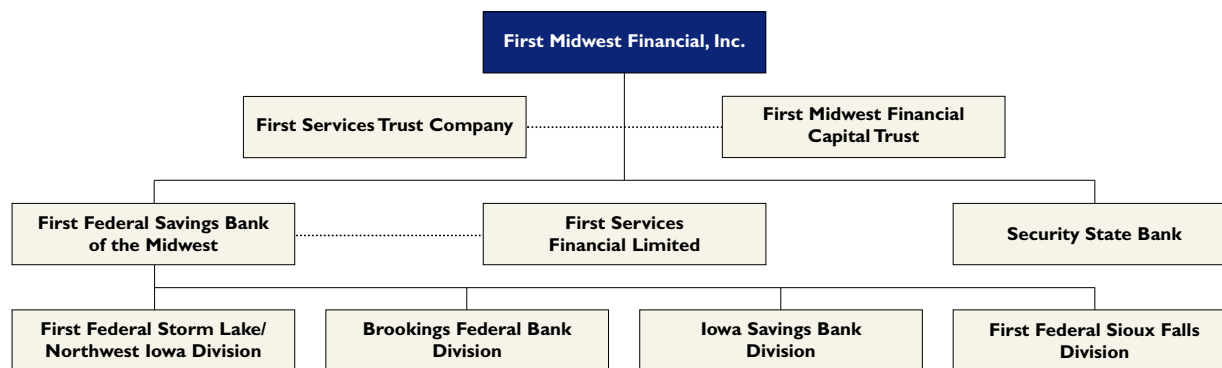 First Midwest Financial, Inc.
First Services Trust Company
First Midwest Financial
Capital Trust
First Federal Savings Bank
of the Midwest
First Services
Financial Limited
Security State Bank
First Federal Storm Lake/
Northwest Iowa Division
Brookings Federal Bank
Division
Iowa Savings Bank
Division
First Federal Sioux Falls
Division